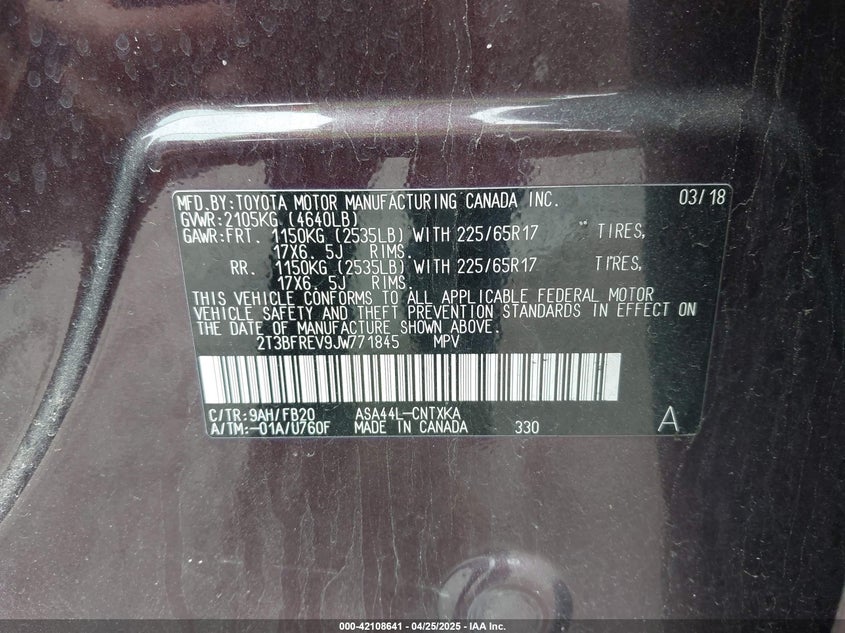 MFD.BY:TOYOTA MOTOR MANUFACTURING CANADA INC. 03/18
GVWR:2105KG (4640LB)
GAWR:FRT. 1150KG (2535LB) WITH 225/65R17 TIRES,
17X6. 5J RIMS.
RR. 1150KG (2535LB) WITH 225/65R17 TIRES,
17X6. 5J RIMS.
THIS VEHICLE CONFORMS TO ALL APPLICABLE FEDERAL MOTOR
VEHICLE SAFETY AND THEFT PREVENTION STANDARDS IN EFFECT ON
THE DATE OF MANUFACTURE SHOWN ABOVE.
2T3BFREV9JW771845 MPV
C/TR:9AH/FB20 ASA44L-CNTXKA
A/TM:-01A/U760F MADE IN CANADA 330 A
000-42108641 - 04/25/2025 - IAA Inc.